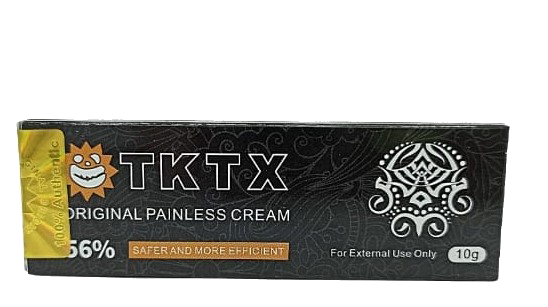 100% Authentic
TKTX
ORIGINAL PAINLESS CREAM
56%
SAFER AND MORE EFFICIENT
For External Use Only
10g